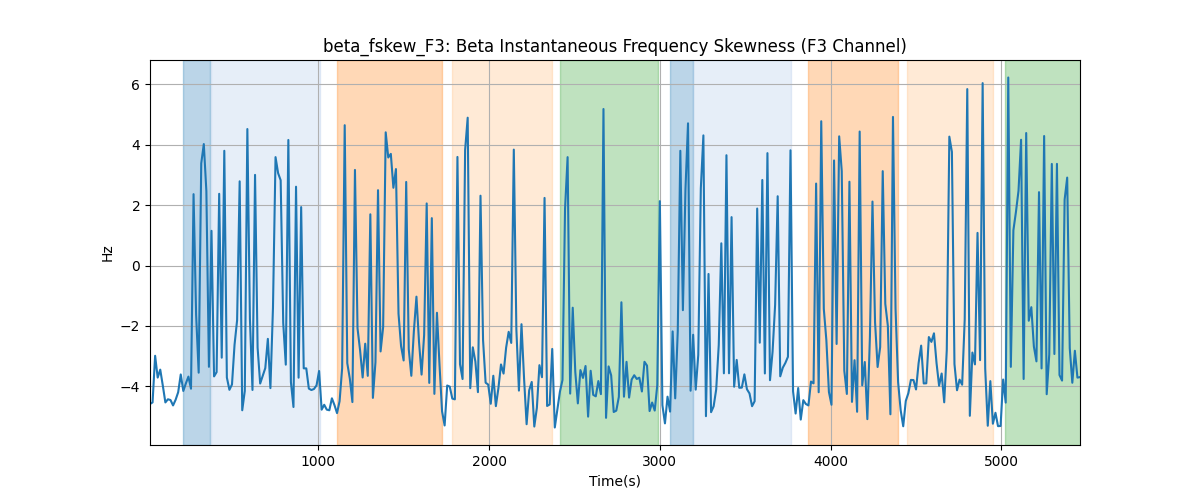 beta_fskew_F3: Beta Instantaneous Frequency Skewness (F3 Channel)
6
4
2
0
−2
−4
Hz
1000 2000 3000 4000 5000
Time(s)